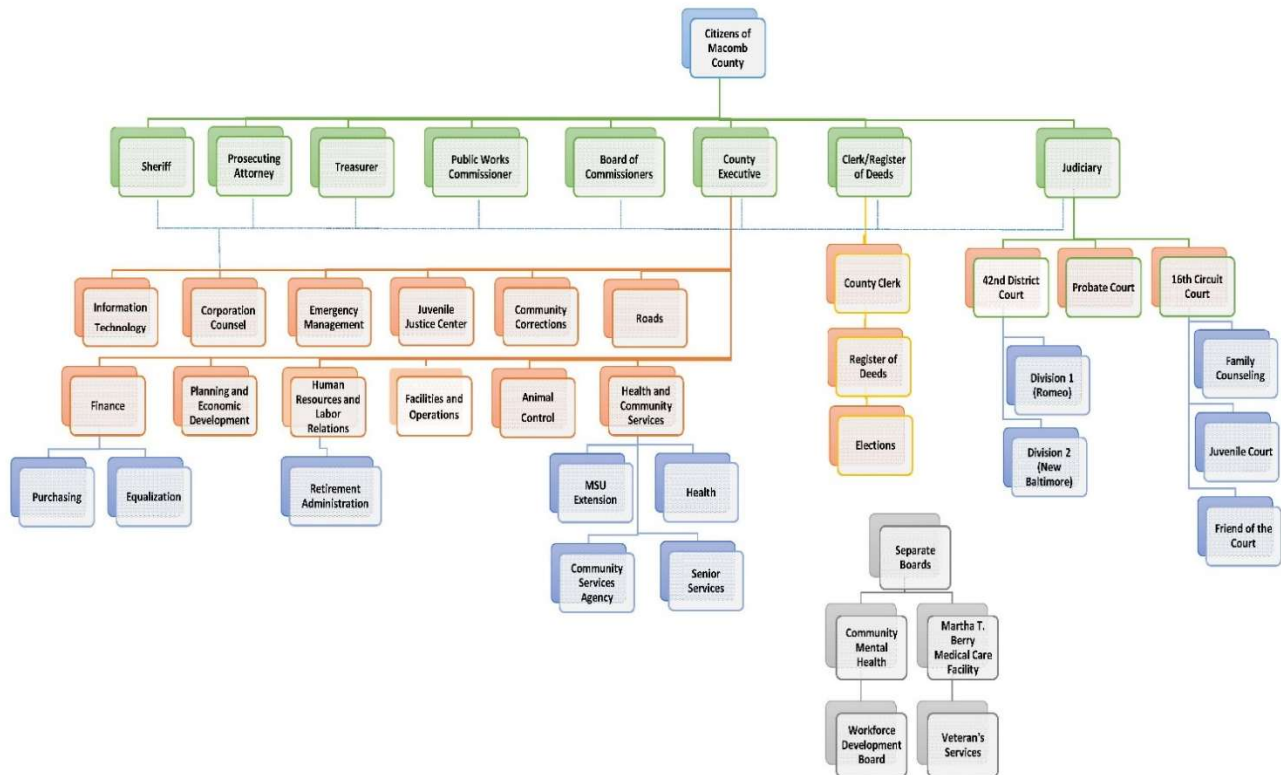 Citizens of
Macomb
County
Sheriff
Prosecuting
Attorney
Treasurer
Public Works
Commissioner
Board of
Commissioners
County
Executive
Clerk/Register
of Deeds
Judiciary
Information
Technology
Corporation
Counsel
Emergency
Management
Juvenile
Justice Center
Community
Corrections
Roads
County Clerk
42nd District
Court
Probate Court
16th Circuit
Court
Finance
Planning and
Economic
Development
Human
Resources and
Labor
Relations
Facilities and
Operations
Animal
Control
Health and
Community
Services
Register of
Deeds
Division 1
(Romeo)
Family
Counseling
Elections
Division 2
(New
Baltimore)
Juvenile Court
Purchasing
Equalization
Retirement
Administration
MSU
Extension
Health
Friend of the
Court
Community
Services
Agency
Senior
Services
Separate
Boards
Community
Mental
Health
Martha T.
Berry
Medical Care
Facility
Workforce
Development
Board
Veteran's
Services